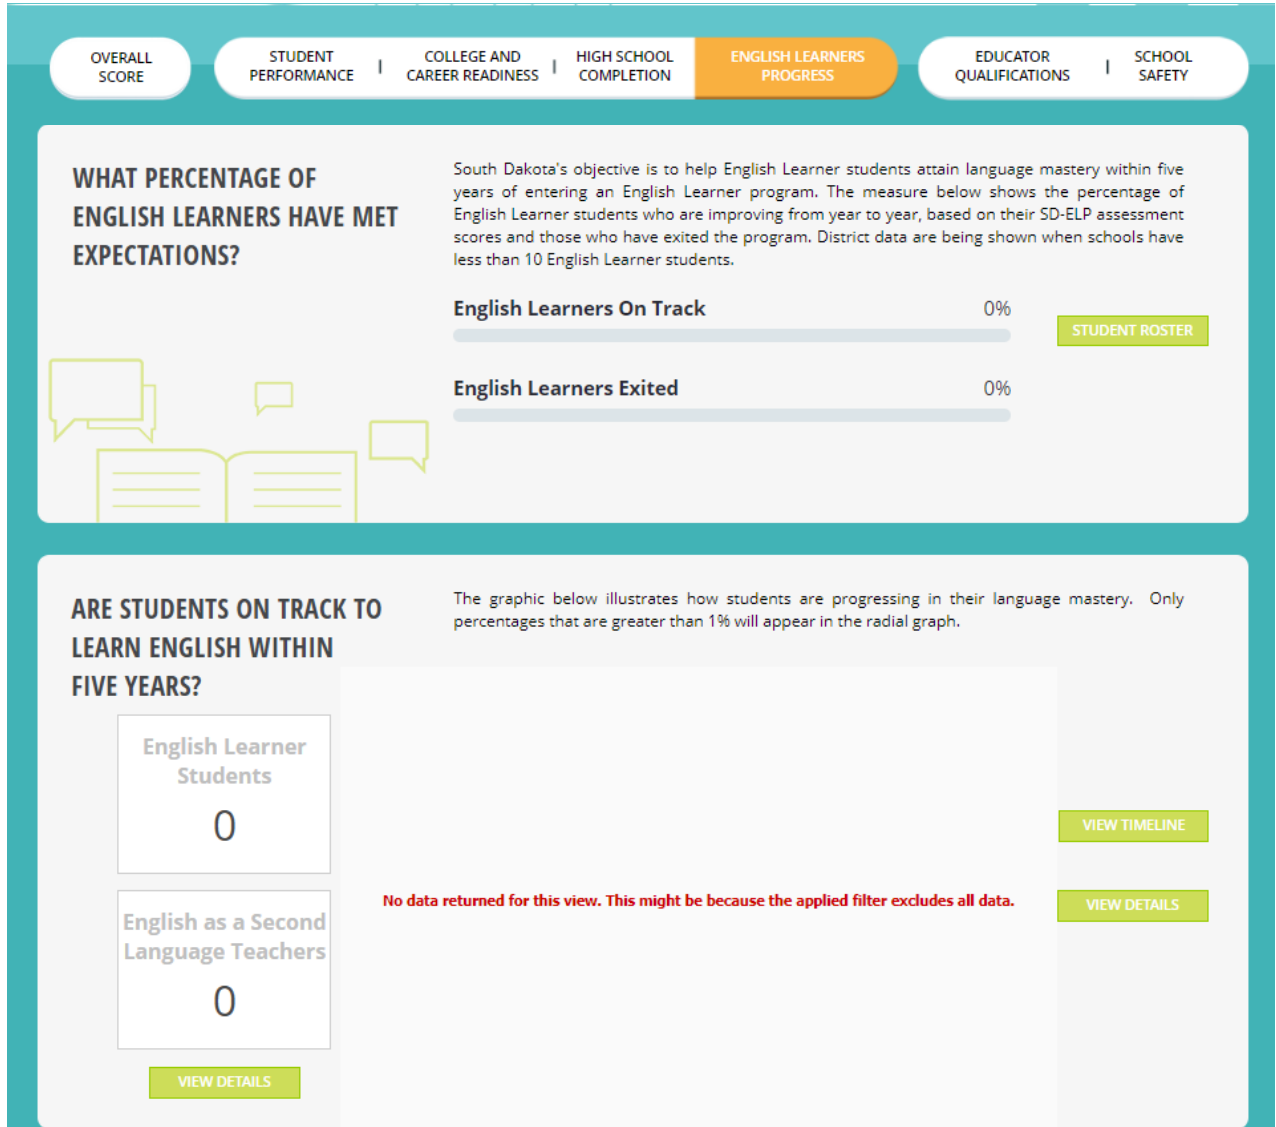 OVERALL
SCORE
STUDENT
PERFORMANCE
COLLEGE AND
CAREER READINESS
HIGH SCHOOL
COMPLETION
ENGLISH LEARNERS
PROGRESS
EDUCATOR
QUALIFICATIONS
SCHOOL
SAFETY
WHAT PERCENTAGE OF
ENGLISH LEARNERS HAVE MET
EXPECTATIONS?
South Dakota's objective is to help English Learner students attain language mastery within five
years of entering an English Learner program. The measure below shows the percentage of
English Learner students who are improving from year to year, based on their SD-ELP assessment
scores and those who have exited the program. District data are being shown when schools have
less than 10 English Learner students.
English Learners On Track 0%
STUDENT ROSTER
English Learners Exited 0%
ARE STUDENTS ON TRACK TO
LEARN ENGLISH WITHIN
FIVE YEARS?
The graphic below illustrates how students are progressing in their language mastery. Only
percentages that are greater than 1% will appear in the radial graph.
English Learner
Students
0
English as a Second
Language Teachers
0
VIEW DETAILS
No data returned for this view. This might be because the applied filter excludes all data.
VIEW TIMELINE
VIEW DETAILS